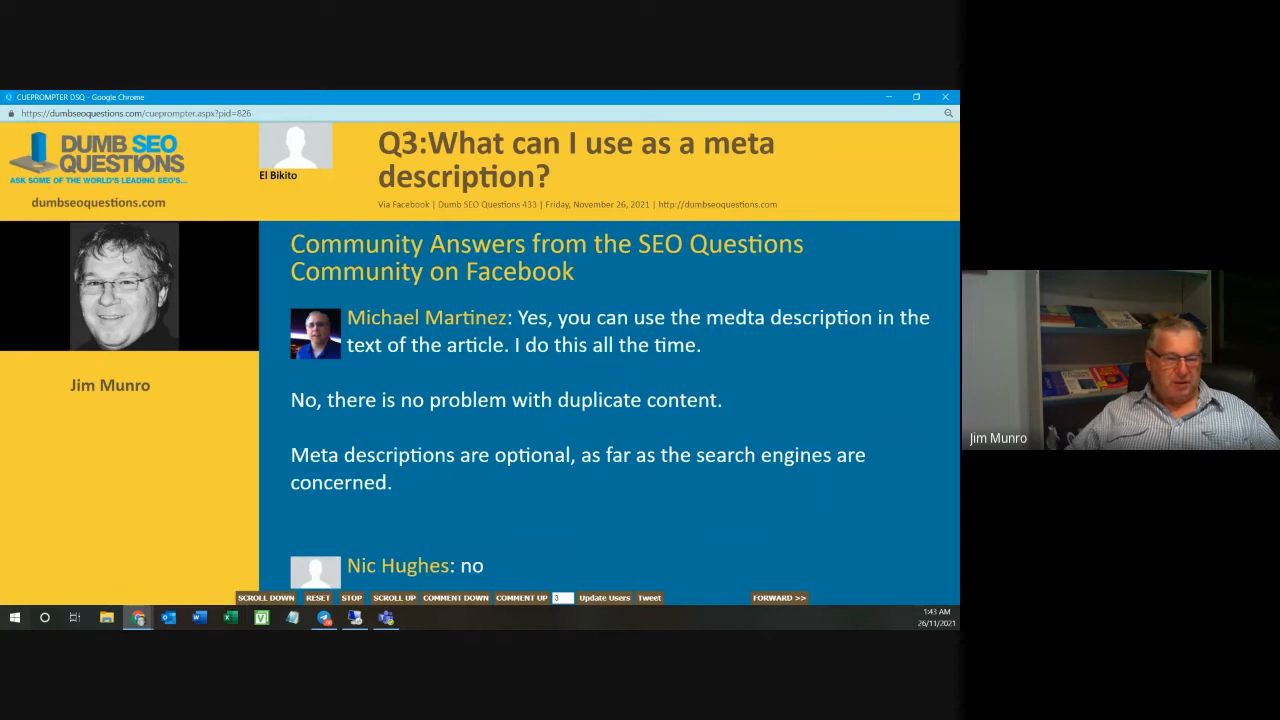 CUEPROMPTER DSQ - Google Chrome
https://dumbseoquestions.com/cueprompter.aspx?pid=826
DUMB SEO
QUESTIONS
ASK SOME OF THE WORLD'S LEADING SEO'S...
dumbseoquestions.com
El Bikito
Q3:What can I use as a meta
description?
Via Facebook | Dumb SEO Questions 433 | Friday, November 26, 2021 | http://dumbseoquestions.com
Jim Munro
Community Answers from the SEO Questions
Community on Facebook
Michael Martinez: Yes, you can use the medta description in the
text of the article. I do this all the time.
No, there is no problem with duplicate content.
Meta descriptions are optional, as far as the search engines are
concerned.
Nic Hughes: no
SCROLL DOWN RESET STOP SCROLL UP COMMENT DOWN COMMENT UP 3 Update Users Tweet FORWARD >>
1:43 AM
26/11/2021
Jim Munro